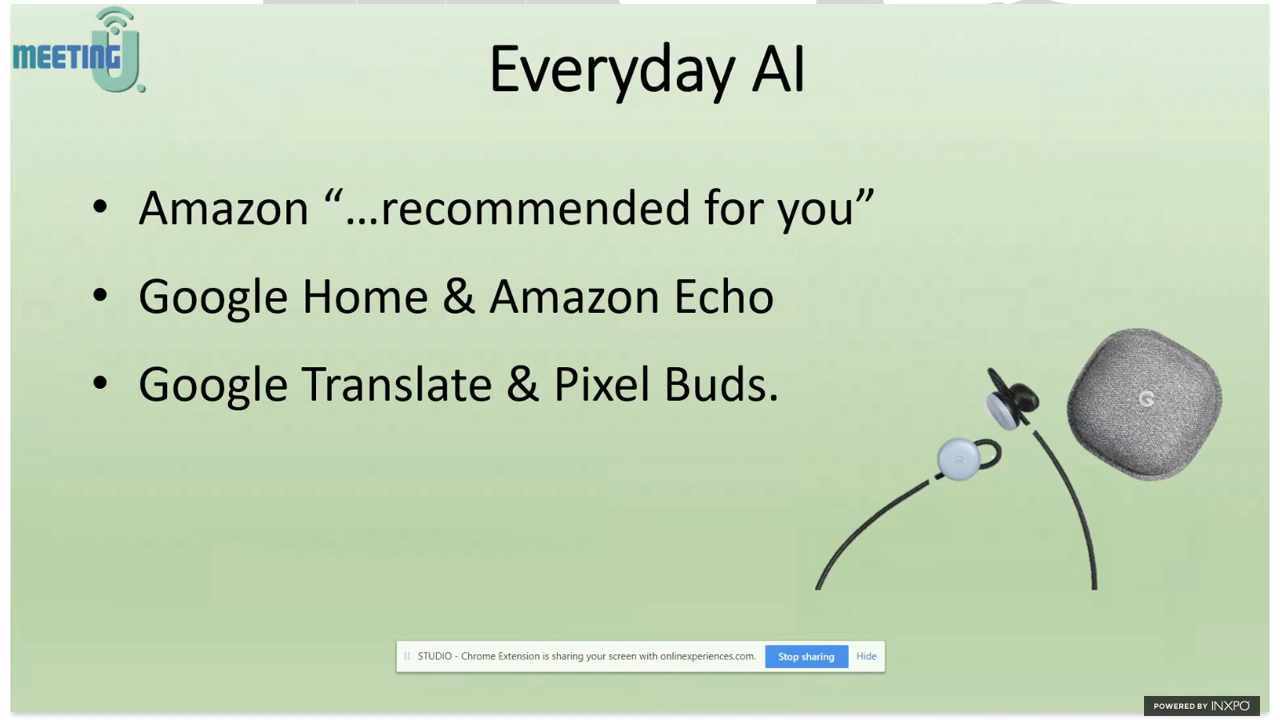 MEETING U
Everyday AI
• Amazon “…recommended for you”
• Google Home & Amazon Echo
• Google Translate & Pixel Buds.
G
G
STUDIO - Chrome Extension is sharing your screen with onlinexperiences.com. Stop sharing Hide
POWERED BY INXPO